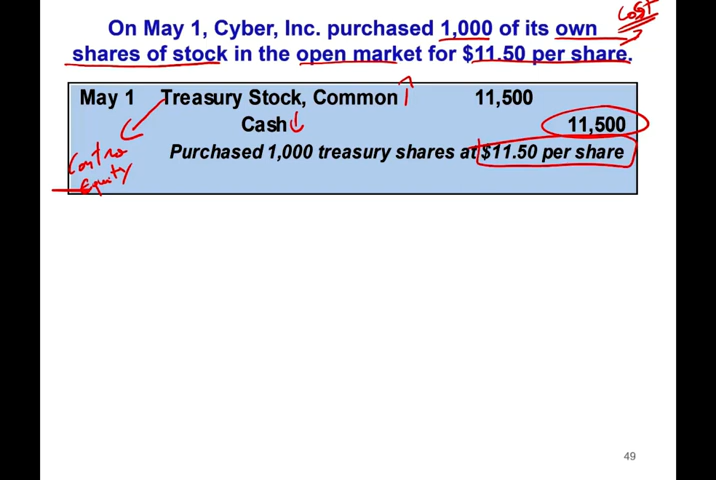 On May 1, Cyber, Inc. purchased 1,000 of its own
cost
shares of stock in the open market for $11.50 per share.
May 1 Treasury Stock, Common 11,500
Cash 11,500
Purchased 1,000 treasury shares at $11.50 per share
Contra
Equity
49